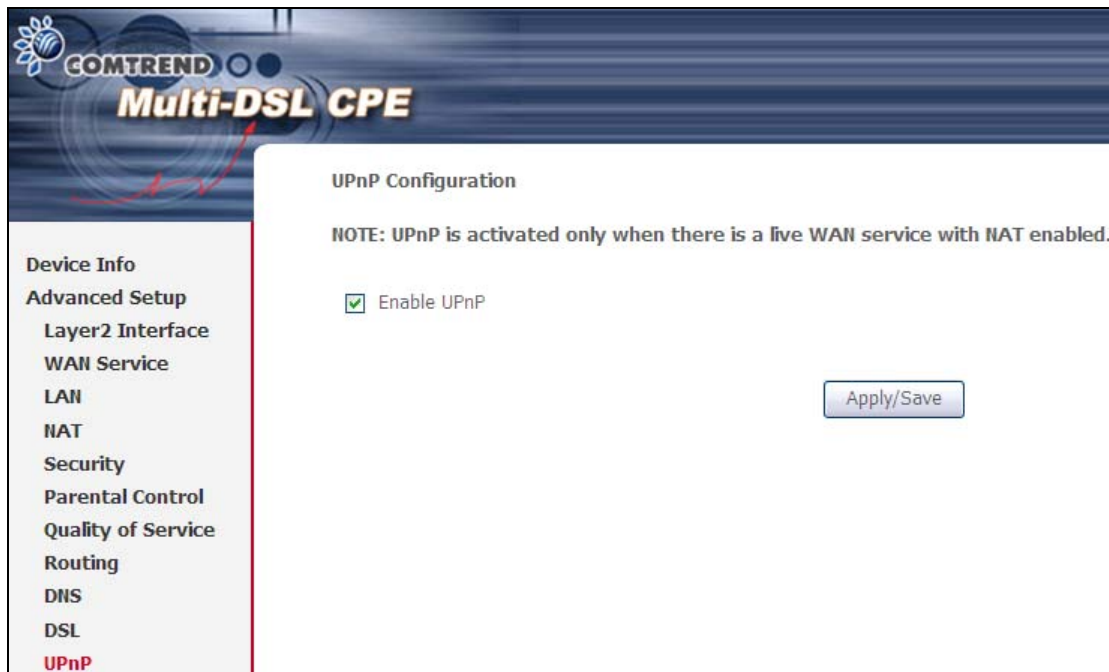 COMTREND
Multi-DSL CPE
UPnP Configuration
NOTE: UPnP is activated only when there is a live WAN service with NAT enabled.
Enable UPnP
Apply/Save
Device Info
Advanced Setup
Layer2 Interface
WAN Service
LAN
NAT
Security
Parental Control
Quality of Service
Routing
DNS
DSL
UPnP